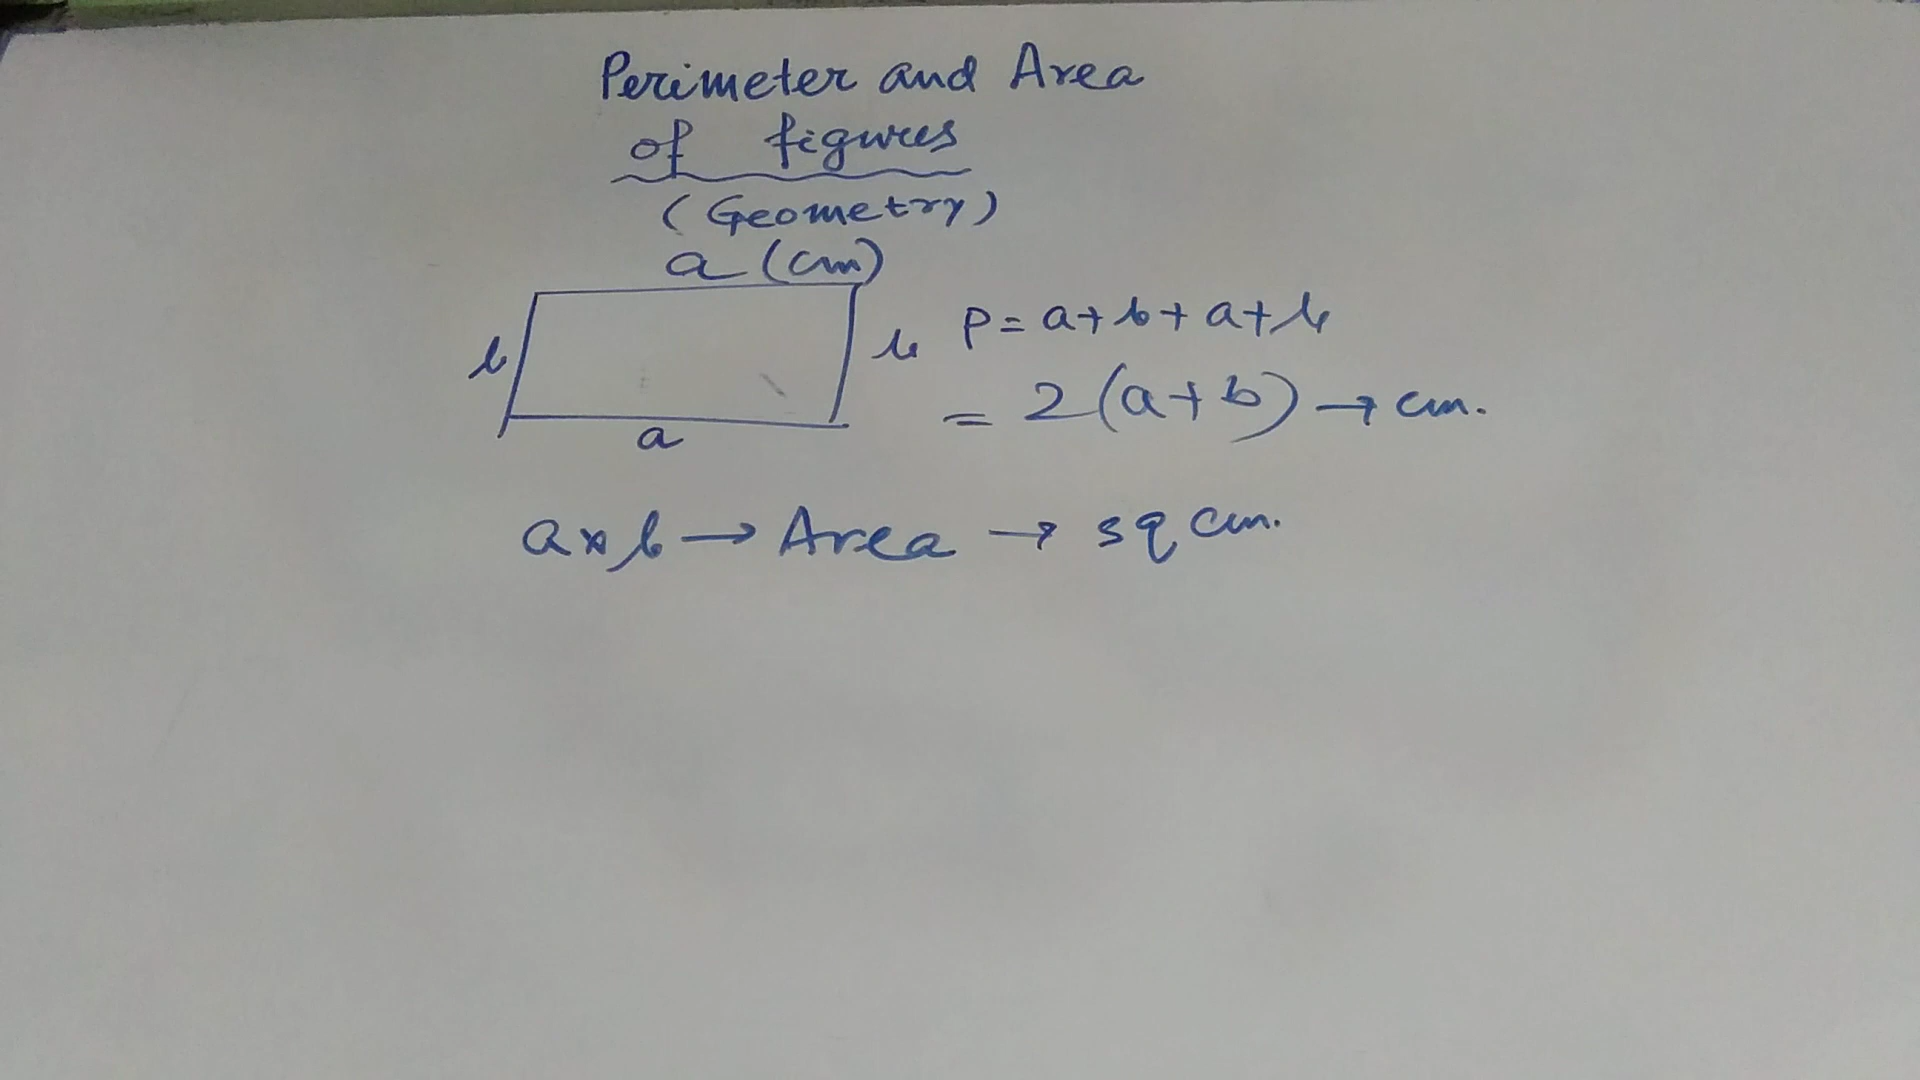 Perimeter and Area
of figures
(Geometry)
a (cm)
b
b
a
P = a + b + a + b
= 2 (a + b) → cm.
a × b → Area → sq cm.